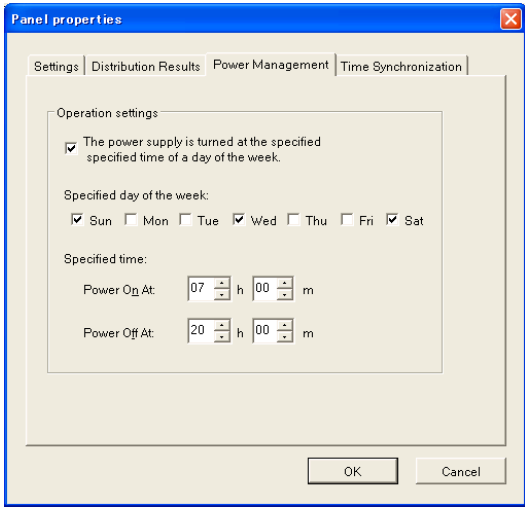 Panel properties
Settings Distribution Results Power Management Time Synchronization
Operation settings
The power supply is turned at the specified
specified time of a day of the week.
Specified day of the week:
Sun Mon Tue Wed Thu Fri Sat
Specified time:
Power On At: 07 h 00 m
Power Off At: 20 h 00 m
OK Cancel